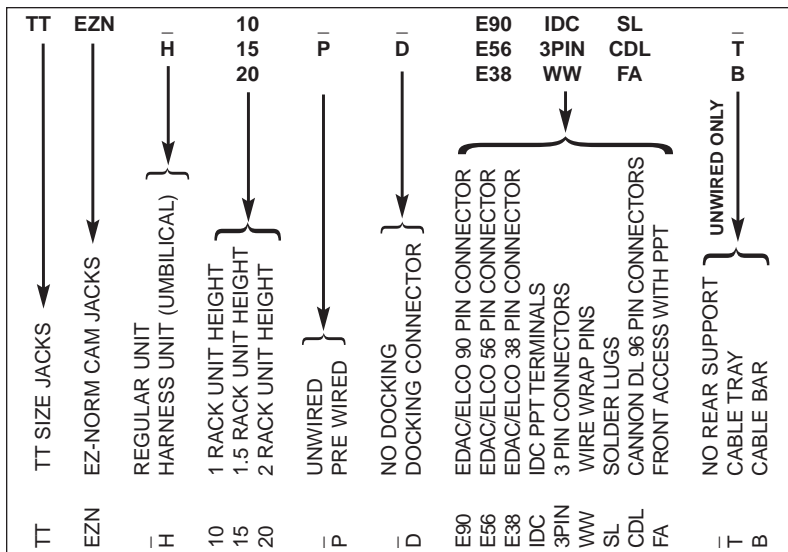 TT EZN _ 10 _ _ E90 IDC SL _
H 15 P D E56 3PIN CDL T
20 E38 WW FA B
UNWIRED ONLY
TT TT SIZE JACKS
EZN EZ-NORM CAM JACKS
_ REGULAR UNIT
H HARNESS UNIT (UMBILICAL)
10 1 RACK UNIT HEIGHT
15 1.5 RACK UNIT HEIGHT
20 2 RACK UNIT HEIGHT
_ UNWIRED
P PRE WIRED
_ NO DOCKING
D DOCKING CONNECTOR
E90 EDAC/ELCO 90 PIN CONNECTOR
E56 EDAC/ELCO 56 PIN CONNECTOR
E38 EDAC/ELCO 38 PIN CONNECTOR
IDC IDC PPT TERMINALS
3PIN 3 PIN CONNECTORS
WW WIRE WRAP PINS
SL SOLDER LUGS
CDL CANNON DL 96 PIN CONNECTORS
FA FRONT ACCESS WITH PPT
_ NO REAR SUPPORT
T CABLE TRAY
B CABLE BAR